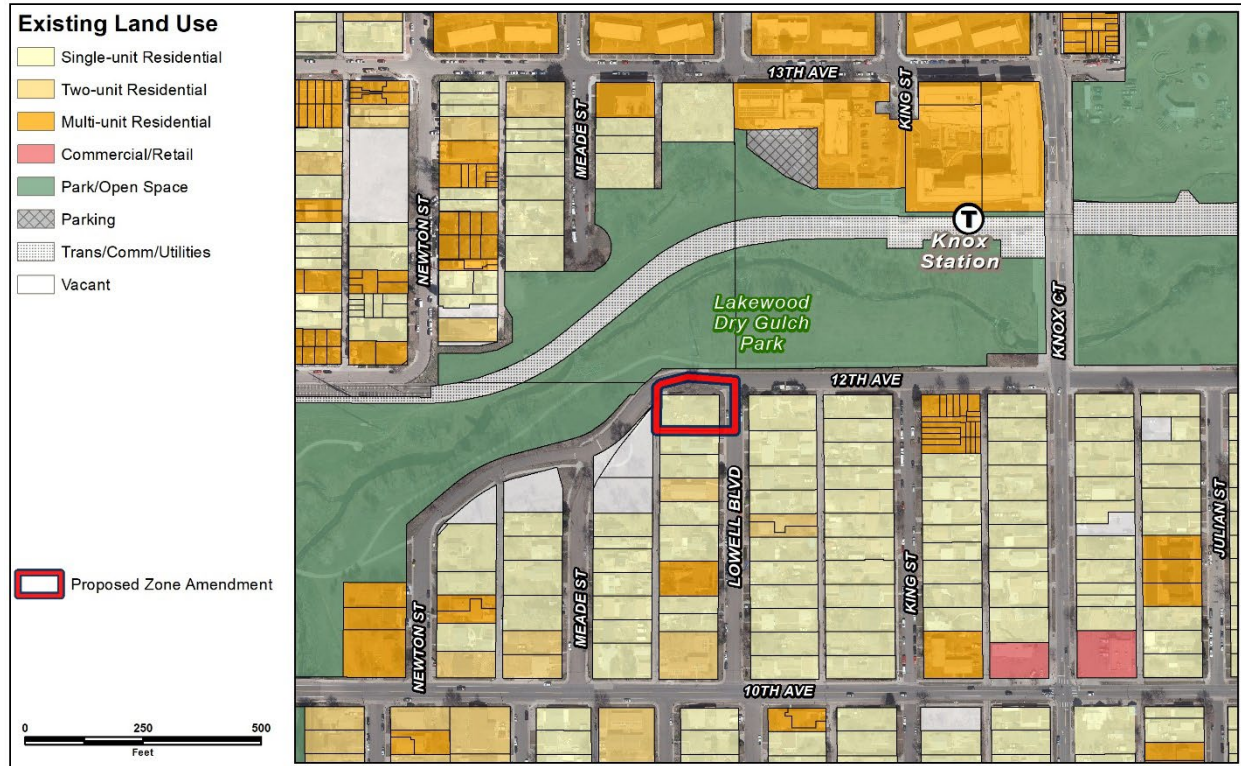 Existing Land Use
Single-unit Residential
Two-unit Residential
Multi-unit Residential
Commercial/Retail
Park/Open Space
Parking
Trans/Comm/Utilities
Vacant
Proposed Zone Amendment
0 250 500
Feet
13TH AVE
KING ST
MEADE ST
NEWTON ST
T
Knox
Station
KNOX CT
Lakewood
Dry Gulch
Park
12TH AVE
LOWELL BLVD
JULIAN ST
KING ST
MEADE ST
NEWTON ST
10TH AVE